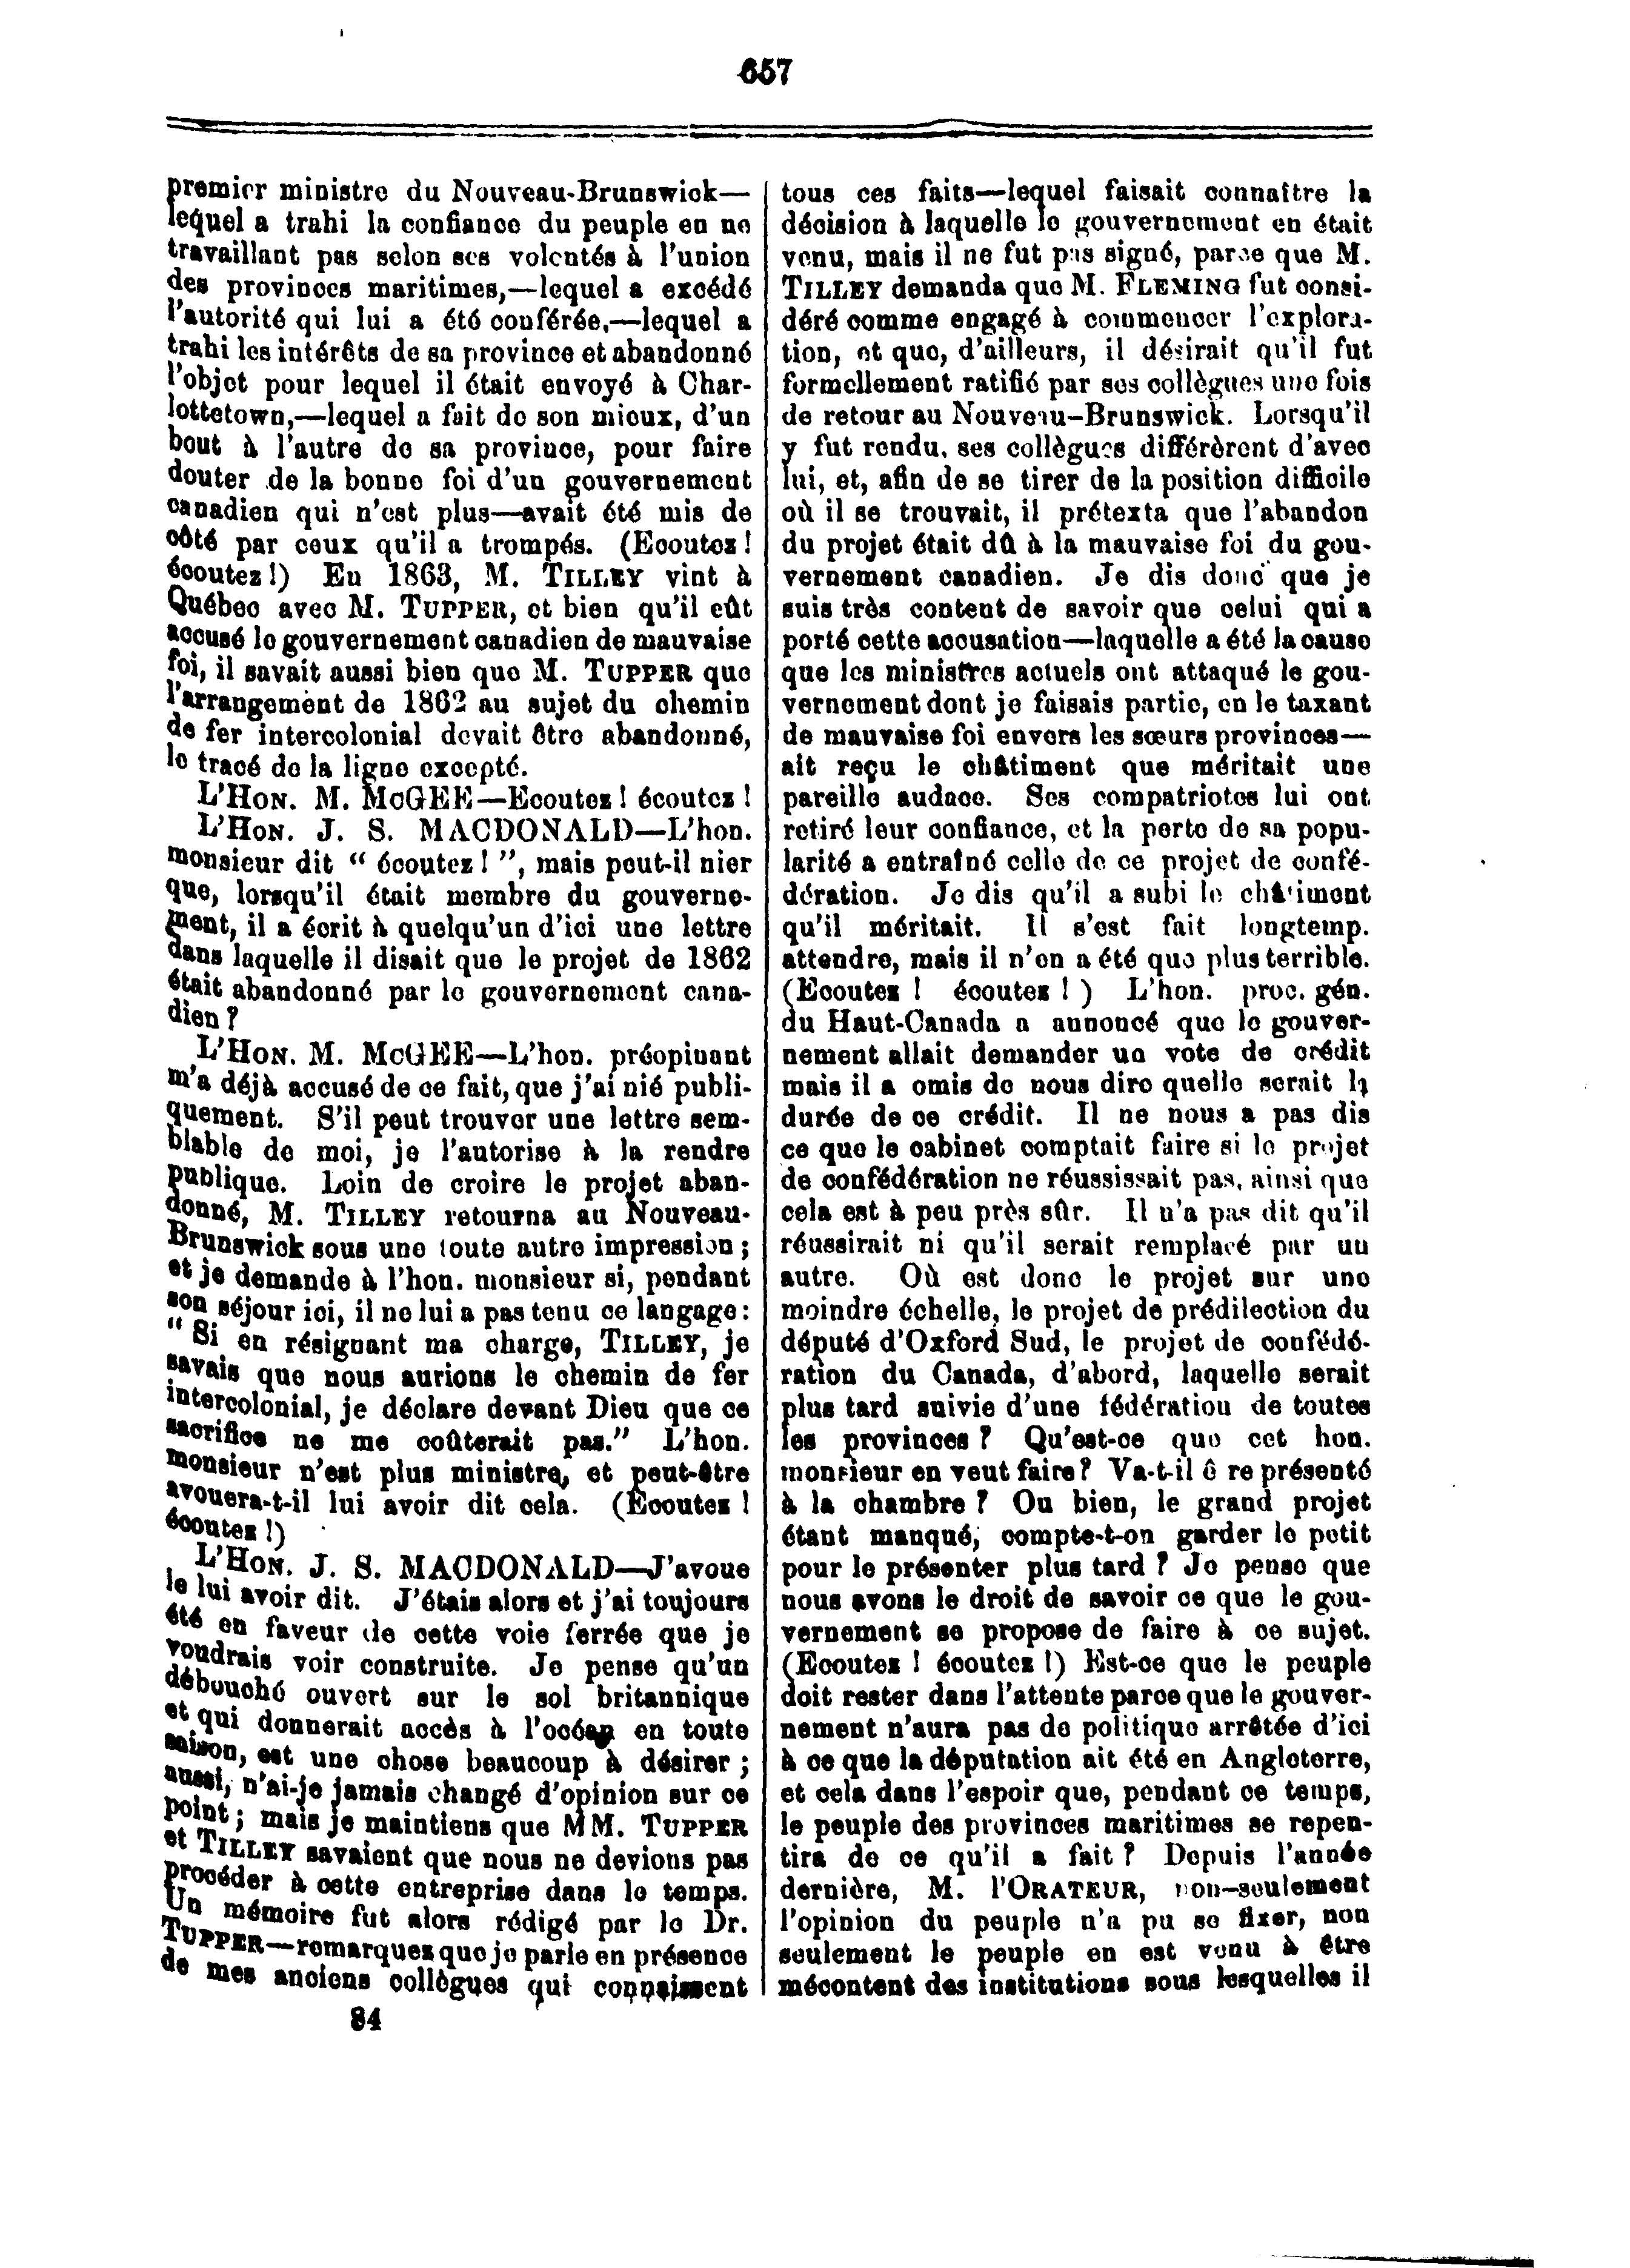 657
premier ministre du Nouveau-Brunswick—
lequel a trahi la confiance du peuple en ne
travaillant pas selon ses volontés à l'union
des provinces maritimes,—lequel a excédé
l'autorité qui lui a été conférée,—lequel a
trahi les intérêts de sa province et abandonné
l'objet pour lequel il était envoyé à Char-
lottetown,—lequel a fait de son mieux, d'un
bout à l'autre de sa province, pour faire
douter de la bonne foi d'un gouvernement
canadien qui n'est plus—avait été mis de
côté par ceux qu'il a trompés. (Ecoutez !
écoutez !) En 1863, M. TILLEY vint à
Québec avec M. TUPPER, et bien qu'il eût
accusé le gouvernement canadien de mauvaise
foi, il savait aussi bien que M. TUPPER que
l'arrangement de 1862 au sujet du chemin
de fer intercolonial devait être abandonné,
le tracé de la ligne excepté.
L'HON. M. McGEE—Ecoutez ! écoutez !
L'HON. J. S. MACDONALD—L'hon.
monsieur dit " écoutez ! ", mais peut-il nier
que, lorsqu'il était membre du gouverne-
ment, il a écrit à quelqu'un d'ici une lettre
dans laquelle il disait que le projet de 1862
était abandonné par le gouvernement cana-
dien ?
L'HON. M. McGEE—L'hon. préopinant
m'a déjà accusé de ce fait, que j'ai nié publi-
quement. S'il peut trouver une lettre sem-
blable de moi, je l'autorise à la rendre
publique. Loin de croire le projet aban-
donné, M. TILLEY retourna au Nouveau-
Brunswick sous une toute autre impression ;
et je demande à l'hon. monsieur si, pendant
son séjour ici, il ne lui a pas tenu ce langage :
" Si en résignant ma charge, TILLEY, je
savais que nous aurions le chemin de fer
intercolonial, je déclare devant Dieu que ce
sacrifice ne me coûterait pas." L'hon.
monsieur n'est plus ministre, et peut-être
avouera-t-il lui avoir dit cela. (Ecoutez !
écoutez !)
L'HON. J. S. MACDONALD—J'avoue
le lui avoir dit. J'étais alors et j'ai toujours
été en faveur de cette voie ferrée que je
voudrais voir construite. Je pense qu'un
débouché ouvert sur le sol britannique
et qui donnerait accès à l'océan en toute
saison, est une chose beaucoup à désirer ;
aussi, n'ai-je jamais changé d'opinion sur ce
point ; mais je maintiens que MM. TUPPER
et TILLEY savaient que nous ne devions pas
procéder à cette entreprise dans le temps.
Un mémoire fut alors rédigé par le Dr.
TUPPER—remarquez que je parle en présence
de mes anciens collègues qui connaissent
84
tous ces faits—lequel faisait connaître la
décision à laquelle le gouvernement en était
venu, mais il ne fut pas signé, parce que M.
TILLEY demanda que M. FLEMING fut consi-
déré comme engagé à commencer l'explora-
tion, et que, d'ailleurs, il désirait qu'il fut
formellement ratifié par ses collègues une fois
de retour au Nouveau-Brunswick. Lorsqu'il
y fut rendu, ses collègues différèrent d'avec
lui, et, afin de se tirer de la position difficile
où il se trouvait, il prétexta que l'abandon
du projet était dû à la mauvaise foi du gou-
vernement canadien. Je dis donc que je
suis très content de savoir que celui qui a
porté cette accusation—laquelle a été la cause
que les ministres actuels ont attaqué le gou-
vernement dont je faisais partie, en le taxant
de mauvaise foi envers les sœurs provinces—
ait reçu le châtiment que méritait une
pareille audace. Ses compatriotes lui ont
retiré leur confiance, et la perte de sa popu-
larité a entraîné celle de ce projet de confé-
dération. Je dis qu'il a subi le châtiment
qu'il méritait. Il s'est fait longtemp.
attendre, mais il n'en a été que plus terrible.
(Ecoutez ! écoutez ! ) L'hon. proc. gén.
du Haut-Canada a annoncé que le gouver-
nement allait demander un vote de crédit
mais il a omis de nous dire quelle serait la
durée de ce crédit. Il ne nous a pas dis
ce que le cabinet comptait faire si le projet
de confédération ne réussissait pas, ainsi que
cela est à peu près sûr. Il n'a pas dit qu'il
réussirait ni qu'il serait remplacé par un
autre. Où est donc le projet sur une
moindre échelle, le projet de prédilection du
député d'Oxford Sud, le projet de confédé-
ration du Canada, d'abord, laquelle serait
plus tard suivie d'une fédération de toutes
les provinces ? Qu'est-ce que cet hon.
monsieur en veut faire ? Va-t-il ê re présenté
à la chambre ? Ou bien, le grand projet
étant manqué, compte-t-on garder le petit
pour le présenter plus tard ? Je pense que
nous avons le droit de savoir ce que le gou-
vernement se propose de faire à ce sujet.
(Ecoutez ! écoutez !) Est-ce que le peuple
doit rester dans l'attente parce que le gouver-
nement n'aura pas de politique arrêtée d'ici
à ce que la députation ait été en Angleterre,
et cela dans l'espoir que, pendant ce temps,
le peuple des provinces maritimes se repen-
tira de ce qu'il a fait ? Depuis l'année
dernière, M. l'ORATEUR, non-seulement
l'opinion du peuple n'a pu se fixer, non
seulement le peuple en est venu à être
mécontent des institutions sous lesquelles il